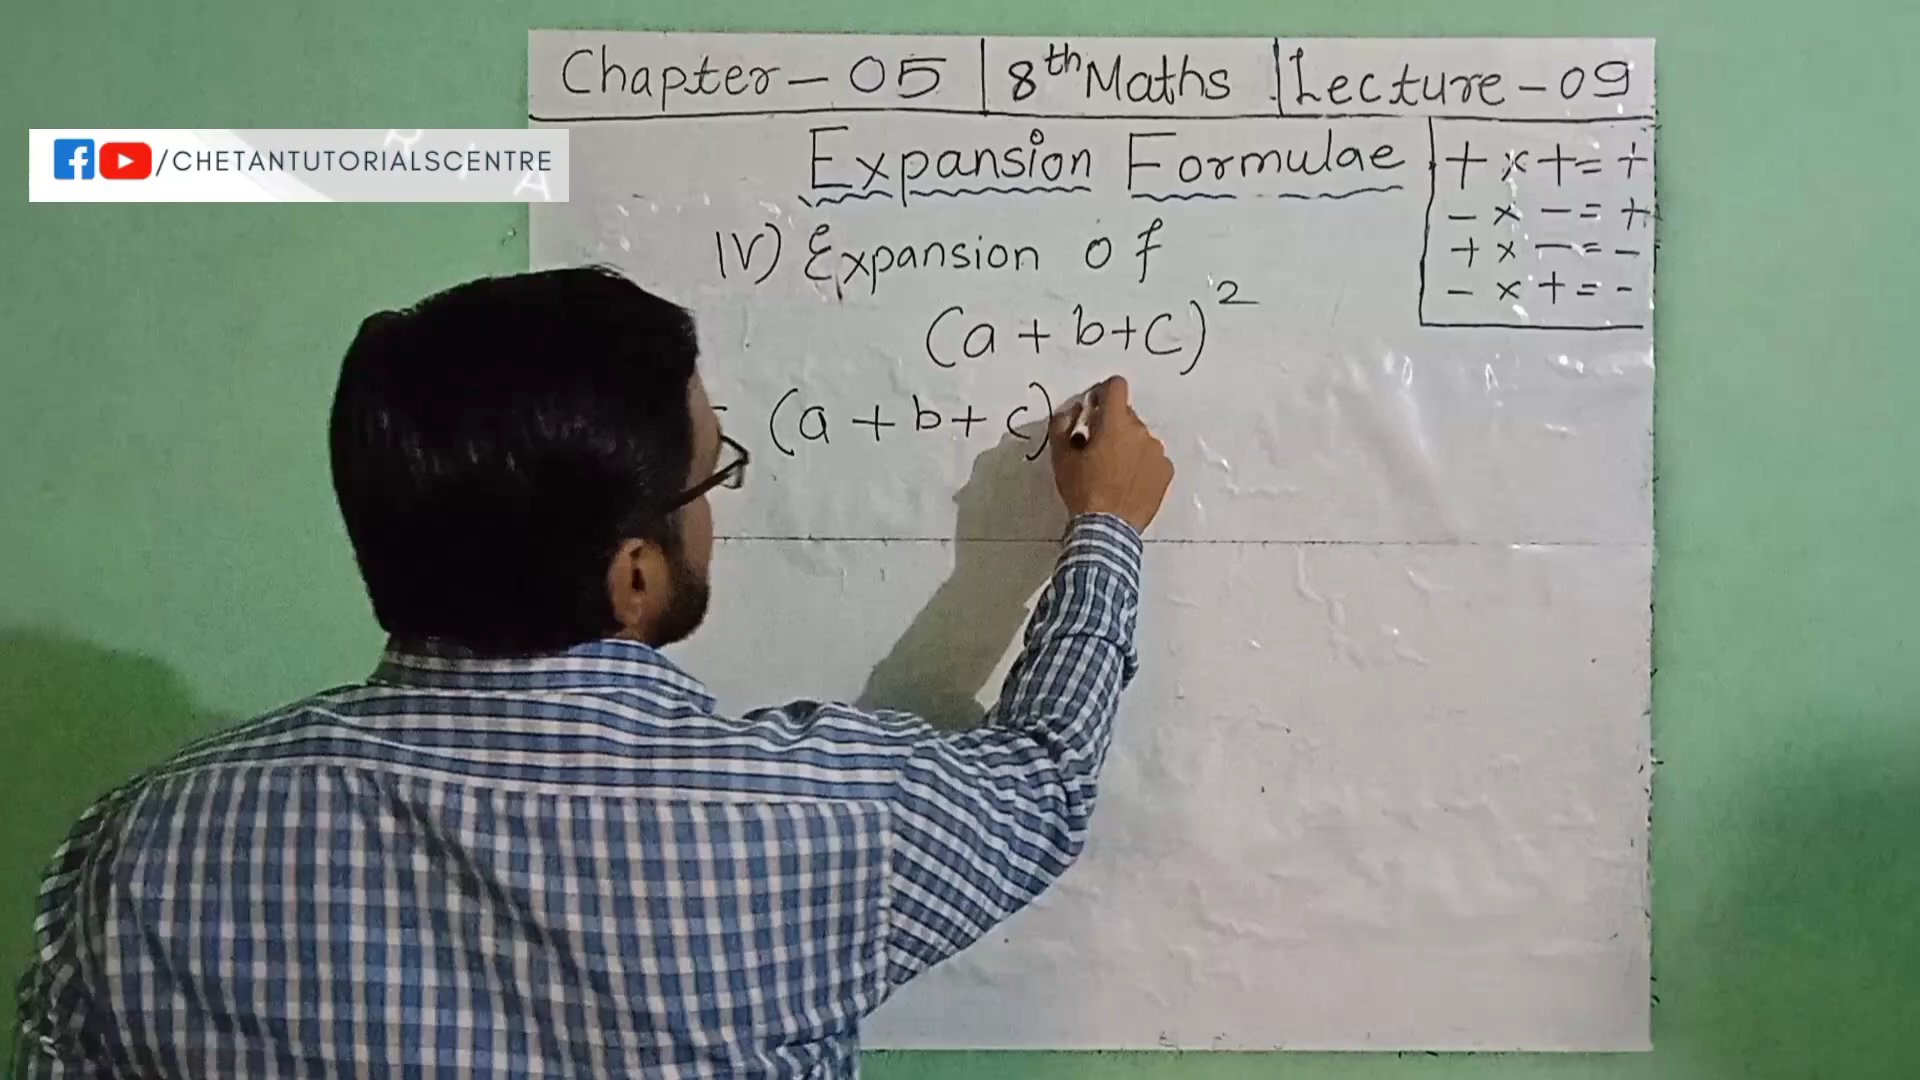 Chapter - 05 | 8th Maths | Lecture - 09
/CHETANTUTORIALSCENTRE
Expansion Formulae
+ × + = +
- × - = +
+ × - = -
- × + = -
IV) Expansion of
(a + b + c)²
= (a + b + c)